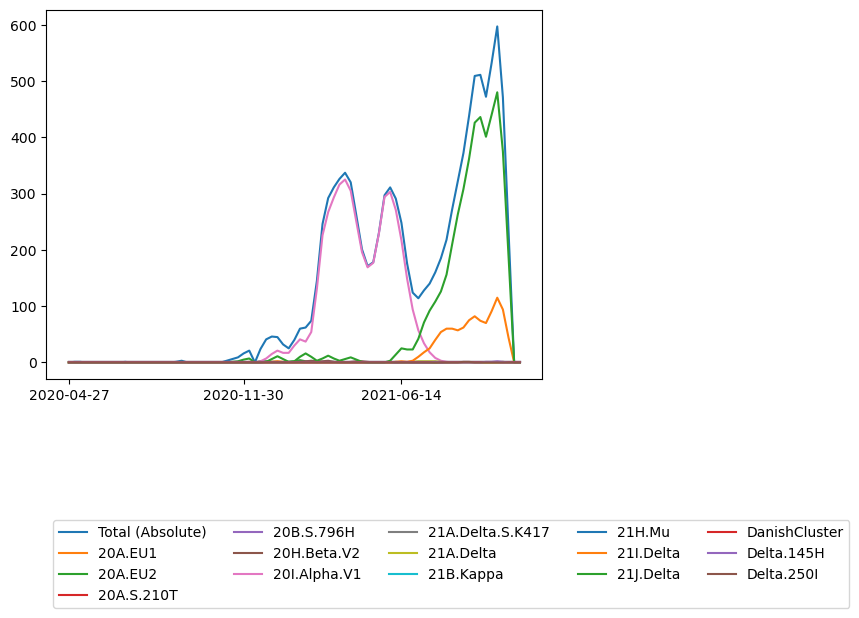 600
500
400
300
200
100
0
2020-04-27 2020-11-30 2021-06-14
Total (Absolute) 20B.S.796H 21A.Delta.S.K417 21H.Mu DanishCluster
20A.EU1 20H.Beta.V2 21A.Delta 21I.Delta Delta.145H
20A.EU2 20I.Alpha.V1 21B.Kappa 21J.Delta Delta.250I
20A.S.210T